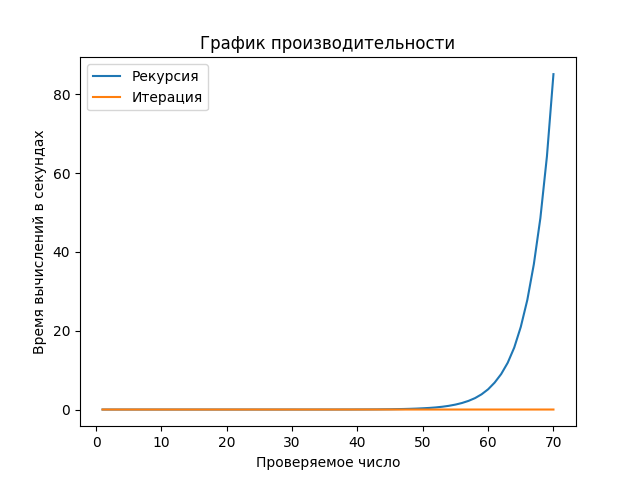 График производительности
Рекурсия
Итерация
80
60
40
20
0
Время вычислений в секундах
0 10 20 30 40 50 60 70
Проверяемое число